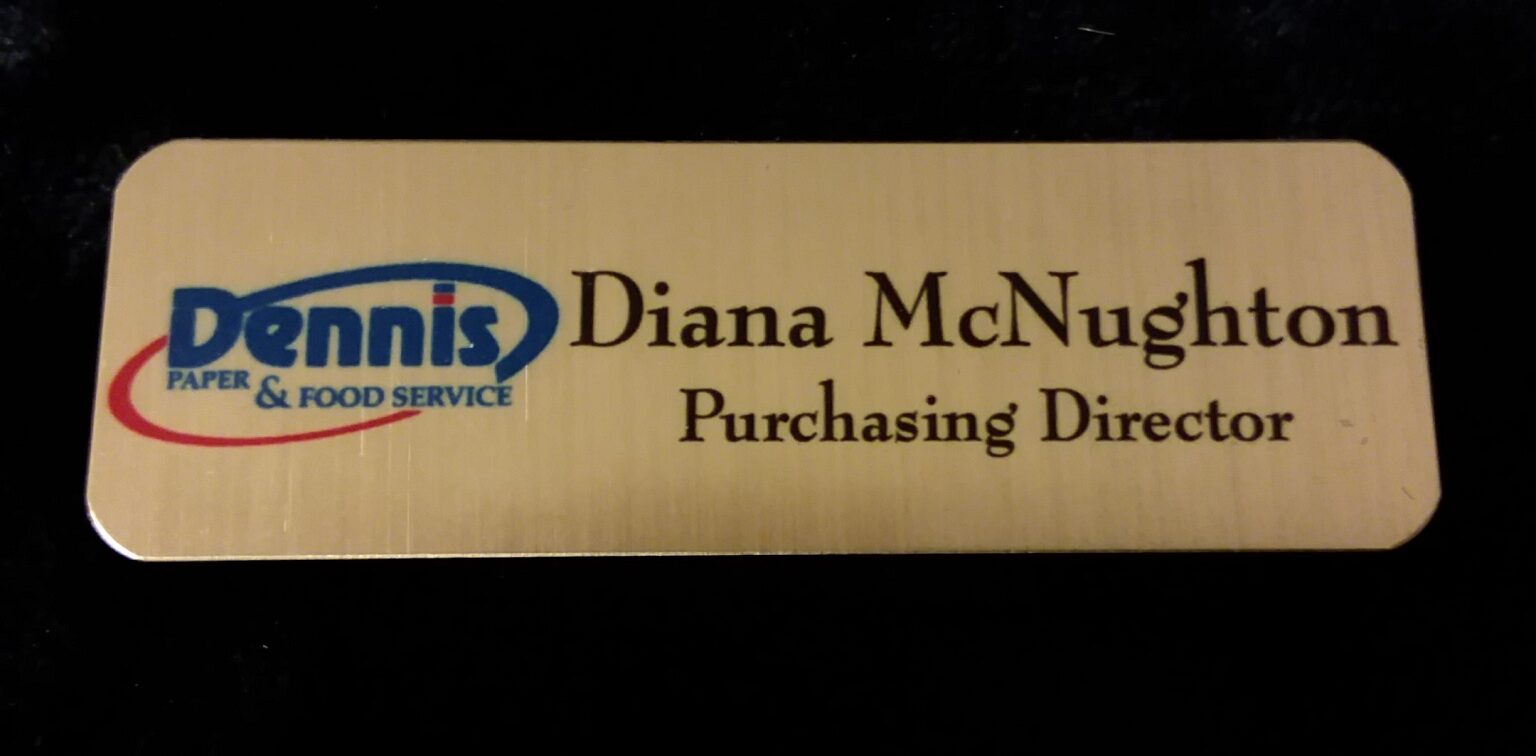 Dennis
PAPER & FOOD SERVICE
Diana McNughton
Purchasing Director